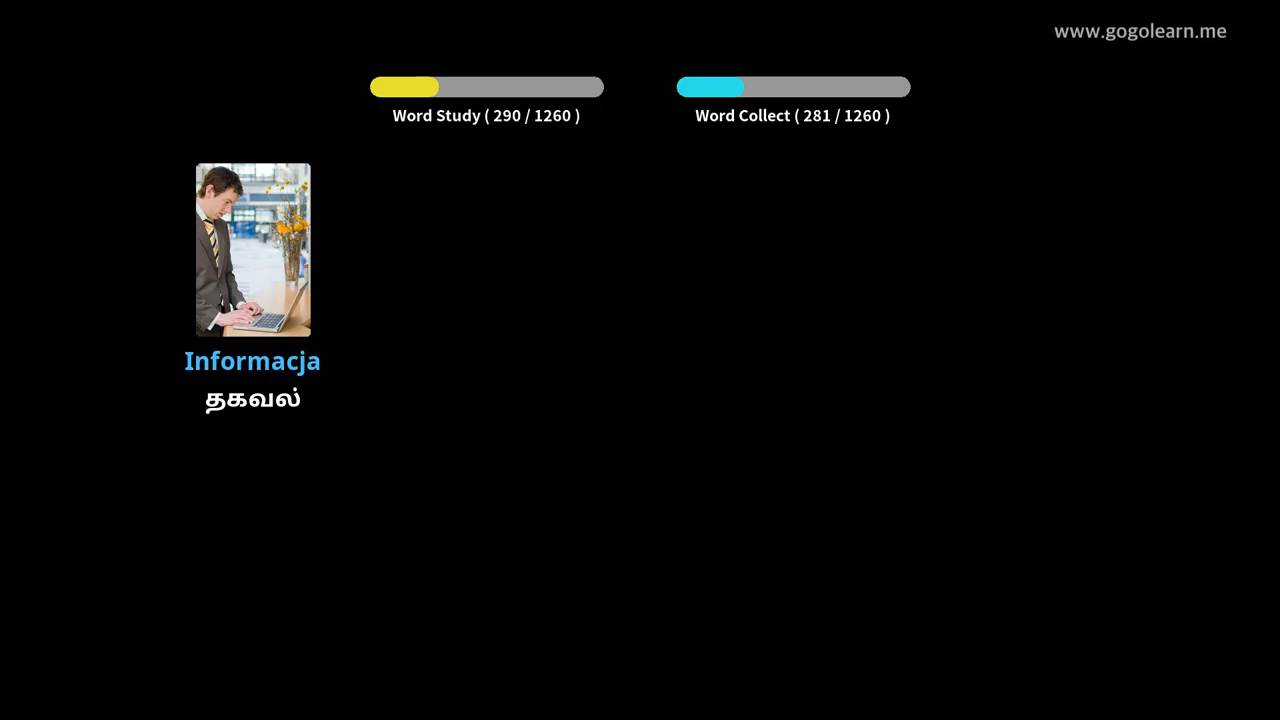 www.gogolearn.me
Word Study ( 290 / 1260 )
Word Collect ( 281 / 1260 )
Informacja
தகவல்